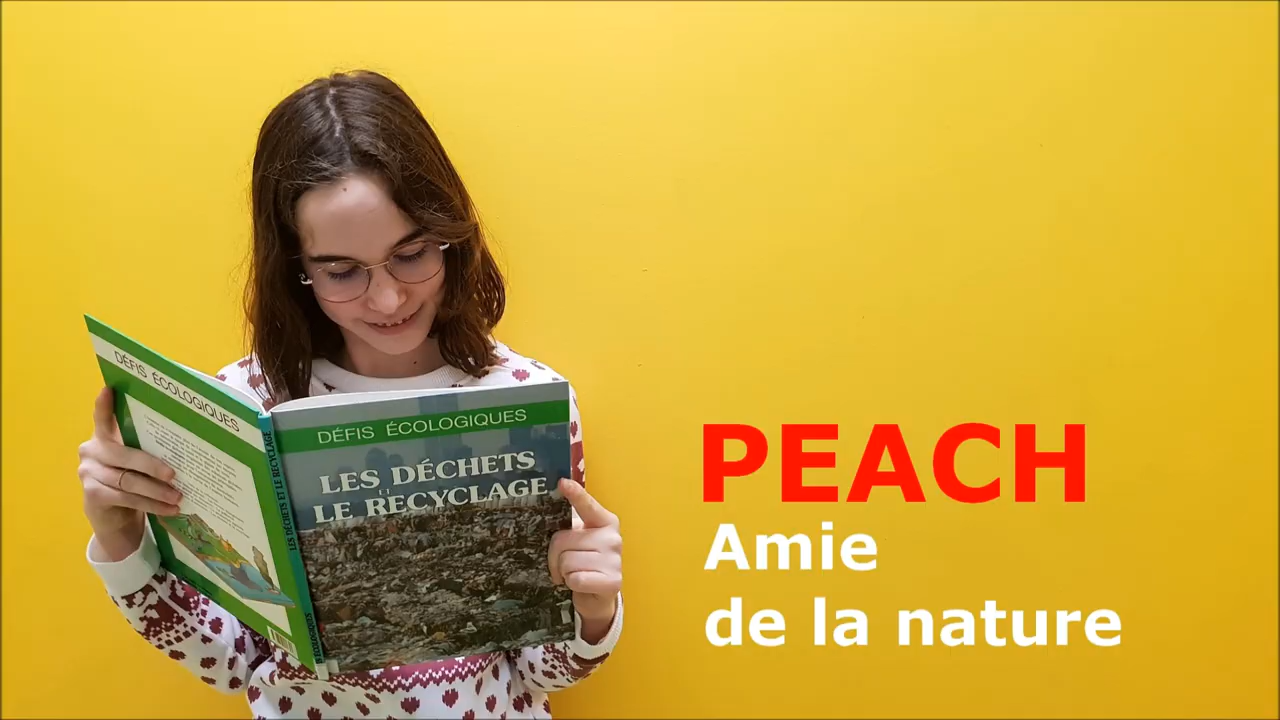 DÉFIS ÉCOLOGIQUES
LES DÉCHETS ET LE RECYCLAGE
ÉCOLOGIQUES
DÉFIS ÉCOLOGIQUES
LES DÉCHETS
ET
LE RECYCLAGE
PEACH
Amie
de la nature